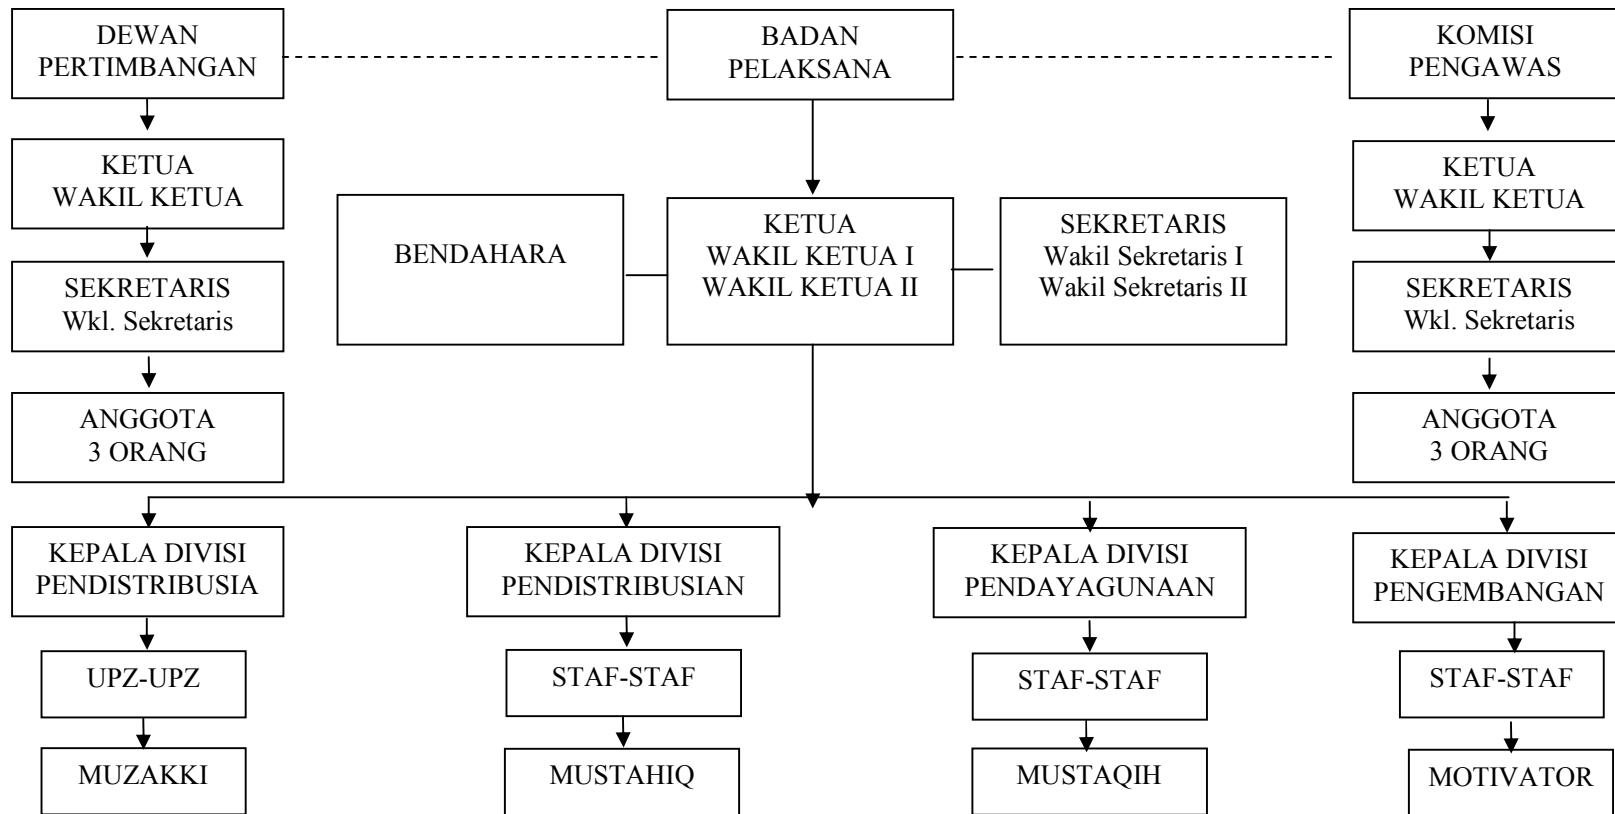 DEWAN
PERTIMBANGAN
BADAN
PELAKSANA
KOMISI
PENGAWAS
KETUA
WAKIL KETUA
BENDAHARA
KETUA
WAKIL KETUA I
WAKIL KETUA II
SEKRETARIS
Wakil Sekretaris I
Wakil Sekretaris II
KETUA
WAKIL KETUA
SEKRETARIS
Wkl. Sekretaris
SEKRETARIS
Wkl. Sekretaris
ANGGOTA
3 ORANG
ANGGOTA
3 ORANG
KEPALA DIVISI
PENDISTRIBUSIA
KEPALA DIVISI
PENDISTRIBUSIAN
KEPALA DIVISI
PENDAYAGUNAAN
KEPALA DIVISI
PENGEMBANGAN
UPZ-UPZ
STAF-STAF
STAF-STAF
STAF-STAF
MUZAKKI
MUSTAHIQ
MUSTAQIH
MOTIVATOR